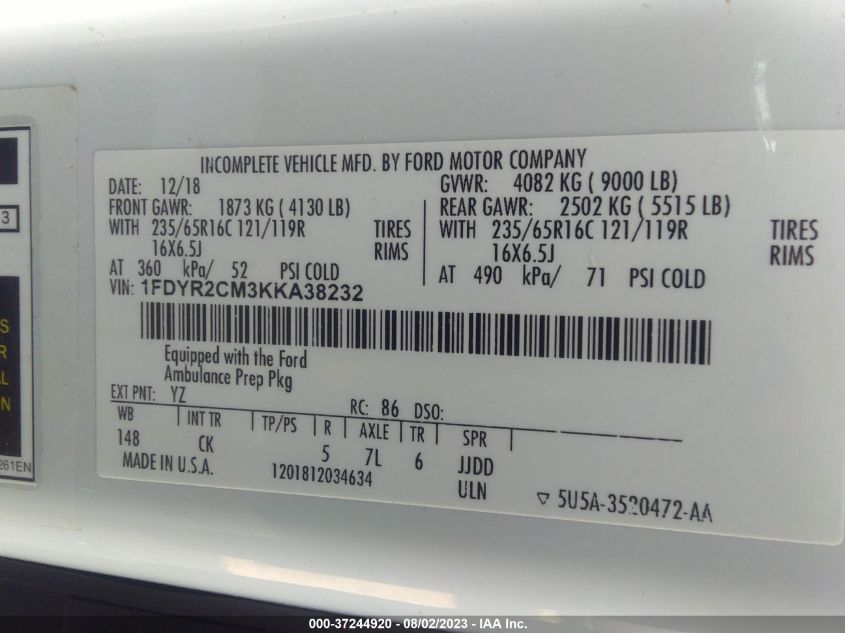 INCOMPLETE VEHICLE MFD. BY FORD MOTOR COMPANY
DATE: 12/18 GVWR: 4082 KG ( 9000 LB)
FRONT GAWR: 1873 KG ( 4130 LB) REAR GAWR: 2502 KG ( 5515 LB)
WITH 235/65R16C 121/119R TIRES WITH 235/65R16C 121/119R TIRES
16X6.5J RIMS 16X6.5J RIMS
AT 360 kPa/ 52 PSI COLD AT 490 kPa/ 71 PSI COLD
VIN: 1FDYR2CM3KKA38232
Equipped with the Ford
Ambulance Prep Pkg
EXT PNT: YZ RC: 86 DSO:
WB INT TR TP/PS R AXLE TR SPR
148 CK 5 7L 6 JJDD
MADE IN U.S.A. 1201812034634 ULN
5U5A-3520472-AA
3
S
R
L
N
261EN
000-37244920 - 08/02/2023 - IAA Inc.